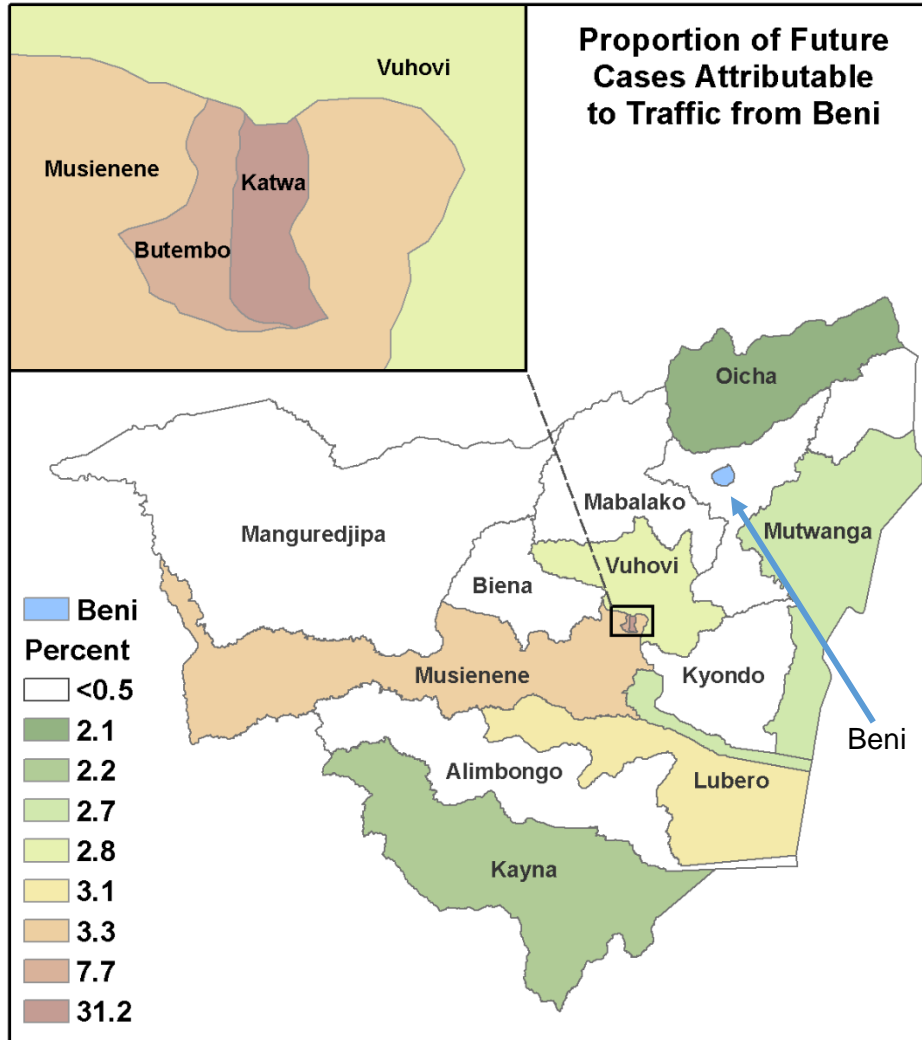 Proportion of Future
Cases Attributable
to Traffic from Beni
Vuhovi
Musienene
Katwa
Butembo
Oicha
Mabalako
Mutwanga
Manguredjipa
Vuhovi
Biena
Musienene
Kyondo
Beni
Alimbongo
Lubero
Kayna
Beni
Percent
<0.5
2.1
2.2
2.7
2.8
3.1
3.3
7.7
31.2